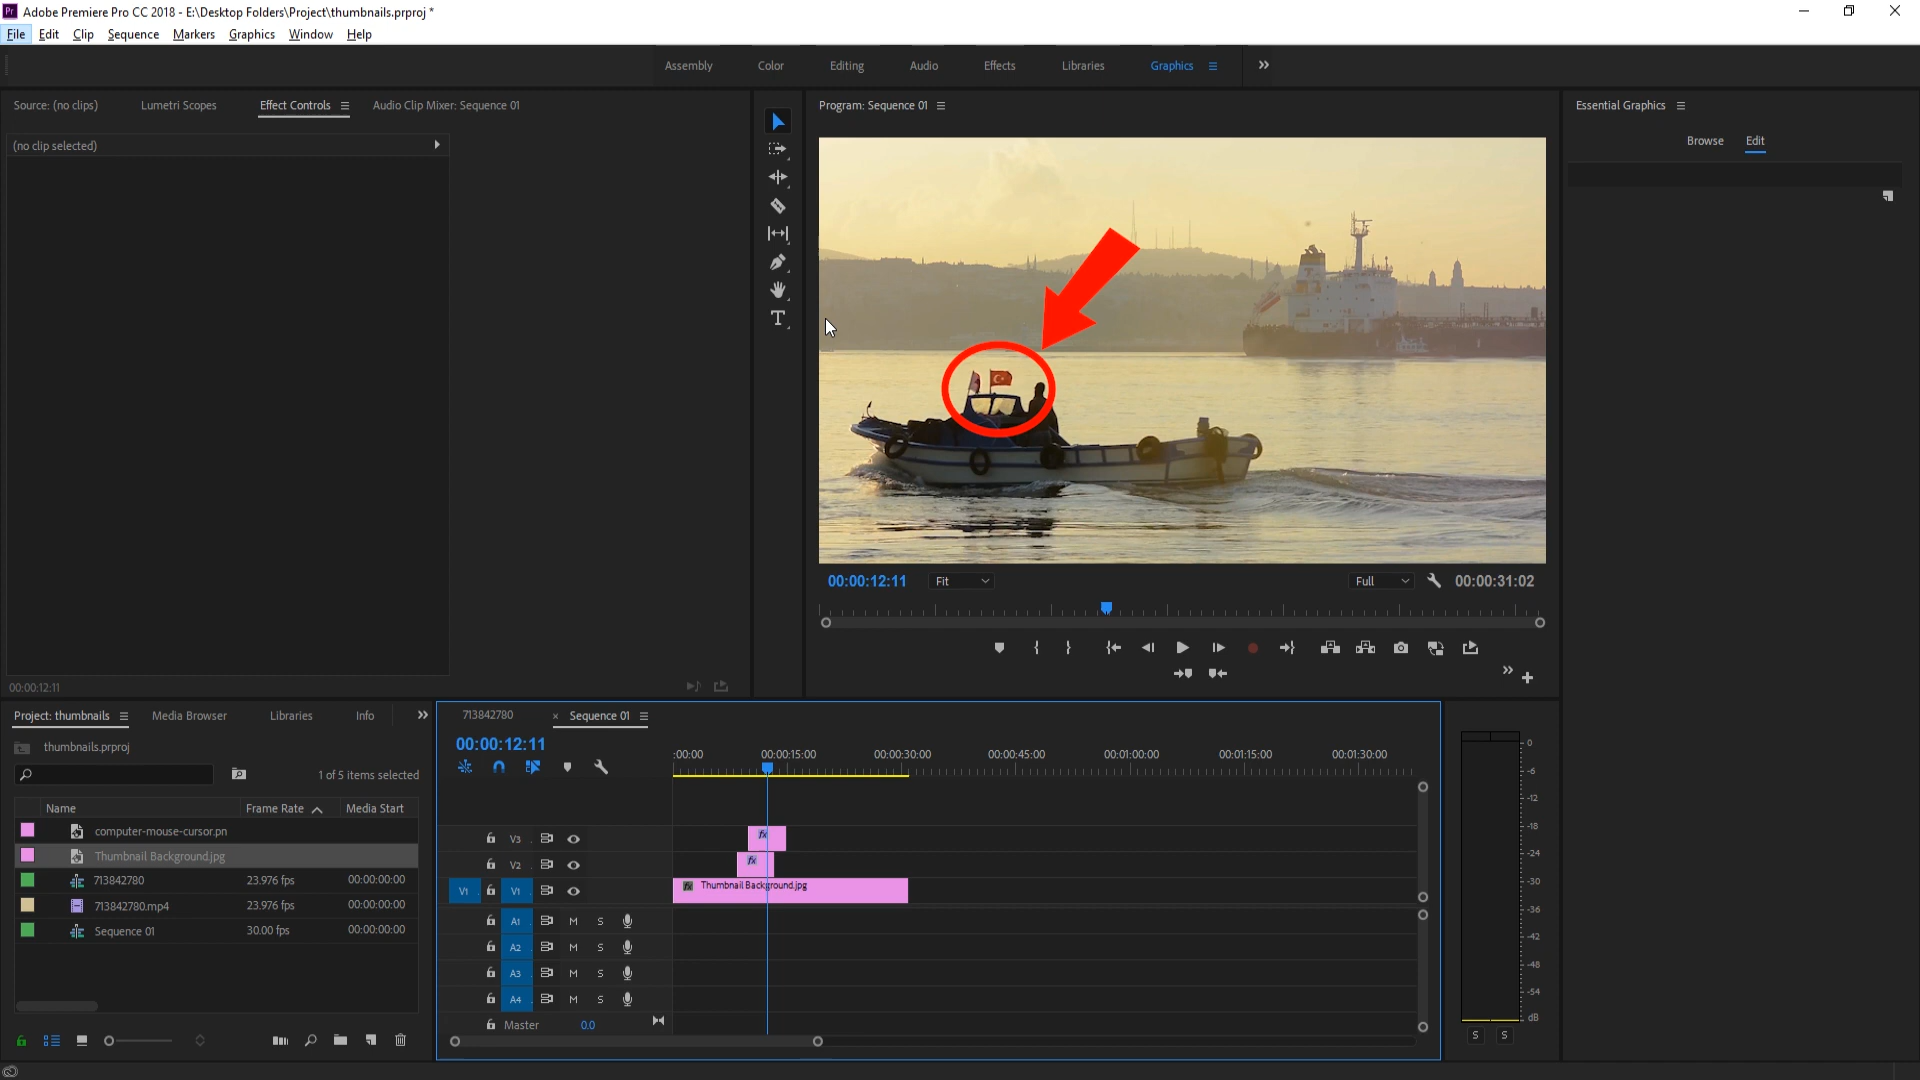 Adobe Premiere Pro CC 2018 - E:\Desktop Folders\Project\thumbnails.prproj *
File Edit Clip Sequence Markers Graphics Window Help
Assembly Color Editing Audio Effects Libraries Graphics
Source: (no clips) Lumetri Scopes Effect Controls Audio Clip Mixer: Sequence 01
Program: Sequence 01
Essential Graphics
(no clip selected)
Browse Edit
00:00:12:11 Fit Full 00:00:31:02
00:00:12:11
Project: thumbnails Media Browser Libraries Info
713842780 × Sequence 01
thumbnails.prproj
00:00:12:11
:00:00 00:00:15:00 00:00:30:00 00:00:45:00 00:01:00:00 00:01:15:00 00:01:30:00
1 of 5 items selected
Name Frame Rate Media Start
computer-mouse-cursor.pn
Thumbnail Background.jpg
713842780 23.976 fps 00:00:00:00
713842780.mp4 23.976 fps 00:00:00:00
Sequence 01 30.00 fps 00:00:00:00
V3 fx
V2 fx
V1 V1 fx Thumbnail Background.jpg
A1 M S
A2 M S
A3 M S
A4 M S
Master 0.0
0
-6
-12
-18
-24
-30
-36
-42
-48
-54
dB
S S